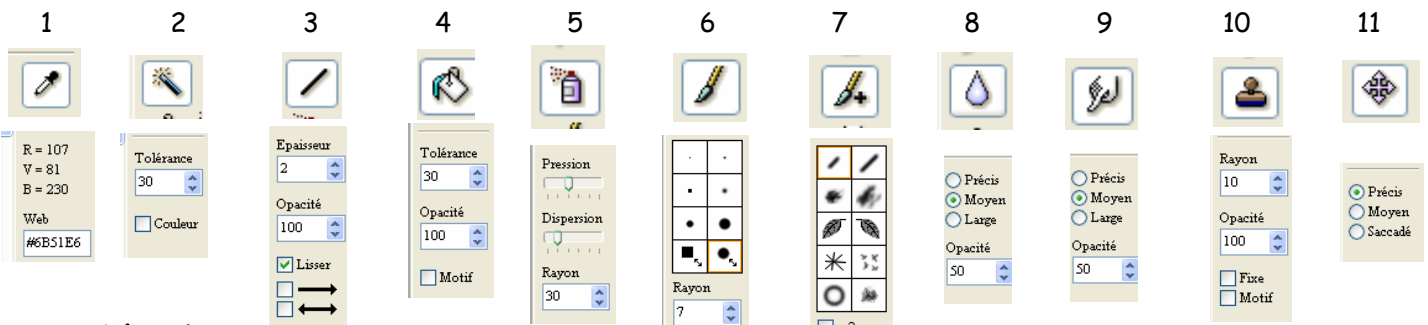 1 2 3 4 5 6 7 8 9 10 11
R = 107
V = 81
B = 230
Web
#6B51E6
Tolérance
30
Couleur
Epaisseur
2
Opacité
100
Lisser
Tolérance
30
Opacité
100
Motif
Pression
Dispersion
Rayon
30
Rayon
7
Précis
Moyen
Large
Opacité
50
Précis
Moyen
Large
Opacité
50
Rayon
10
Opacité
100
Fixe
Motif
Précis
Moyen
Saccadé